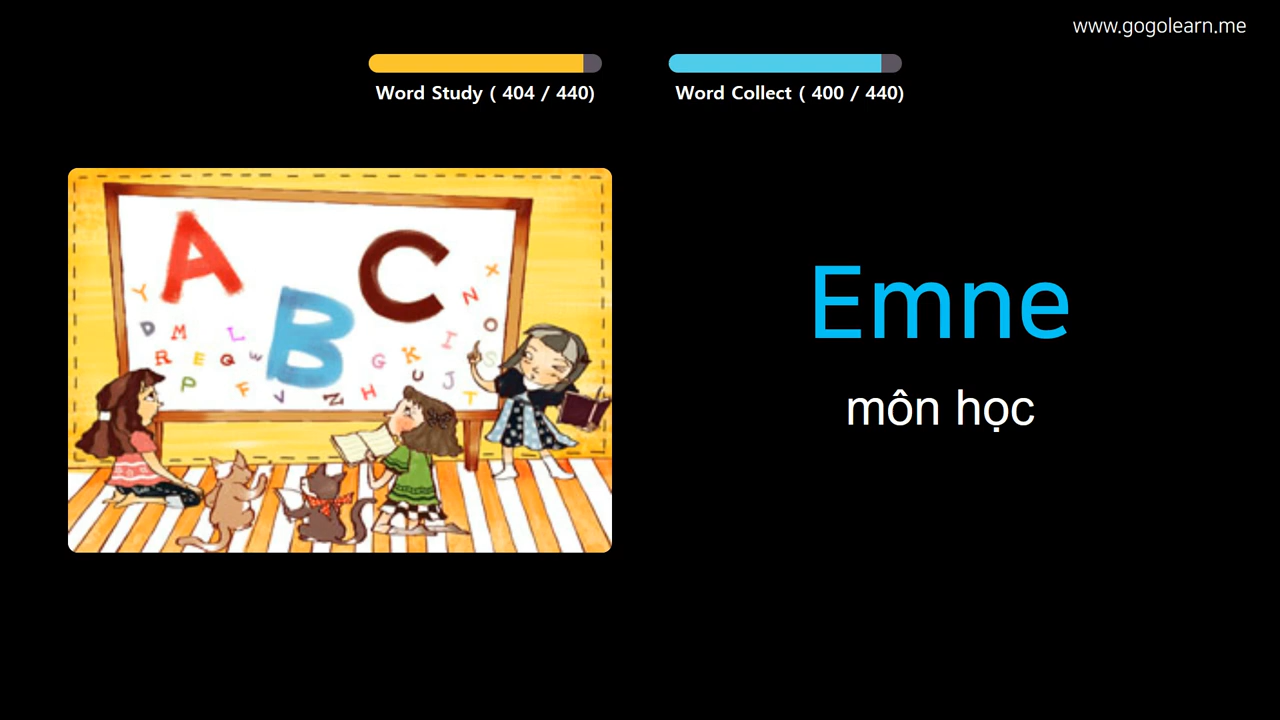 www.gogolearn.me
Word Study ( 404 / 440)
Word Collect ( 400 / 440)
A
B
C
X
Y
N
D
M
L
O
I
R
E
Q
W
G
K
S
P
F
V
Z
H
U
J
T
Emne
môn học